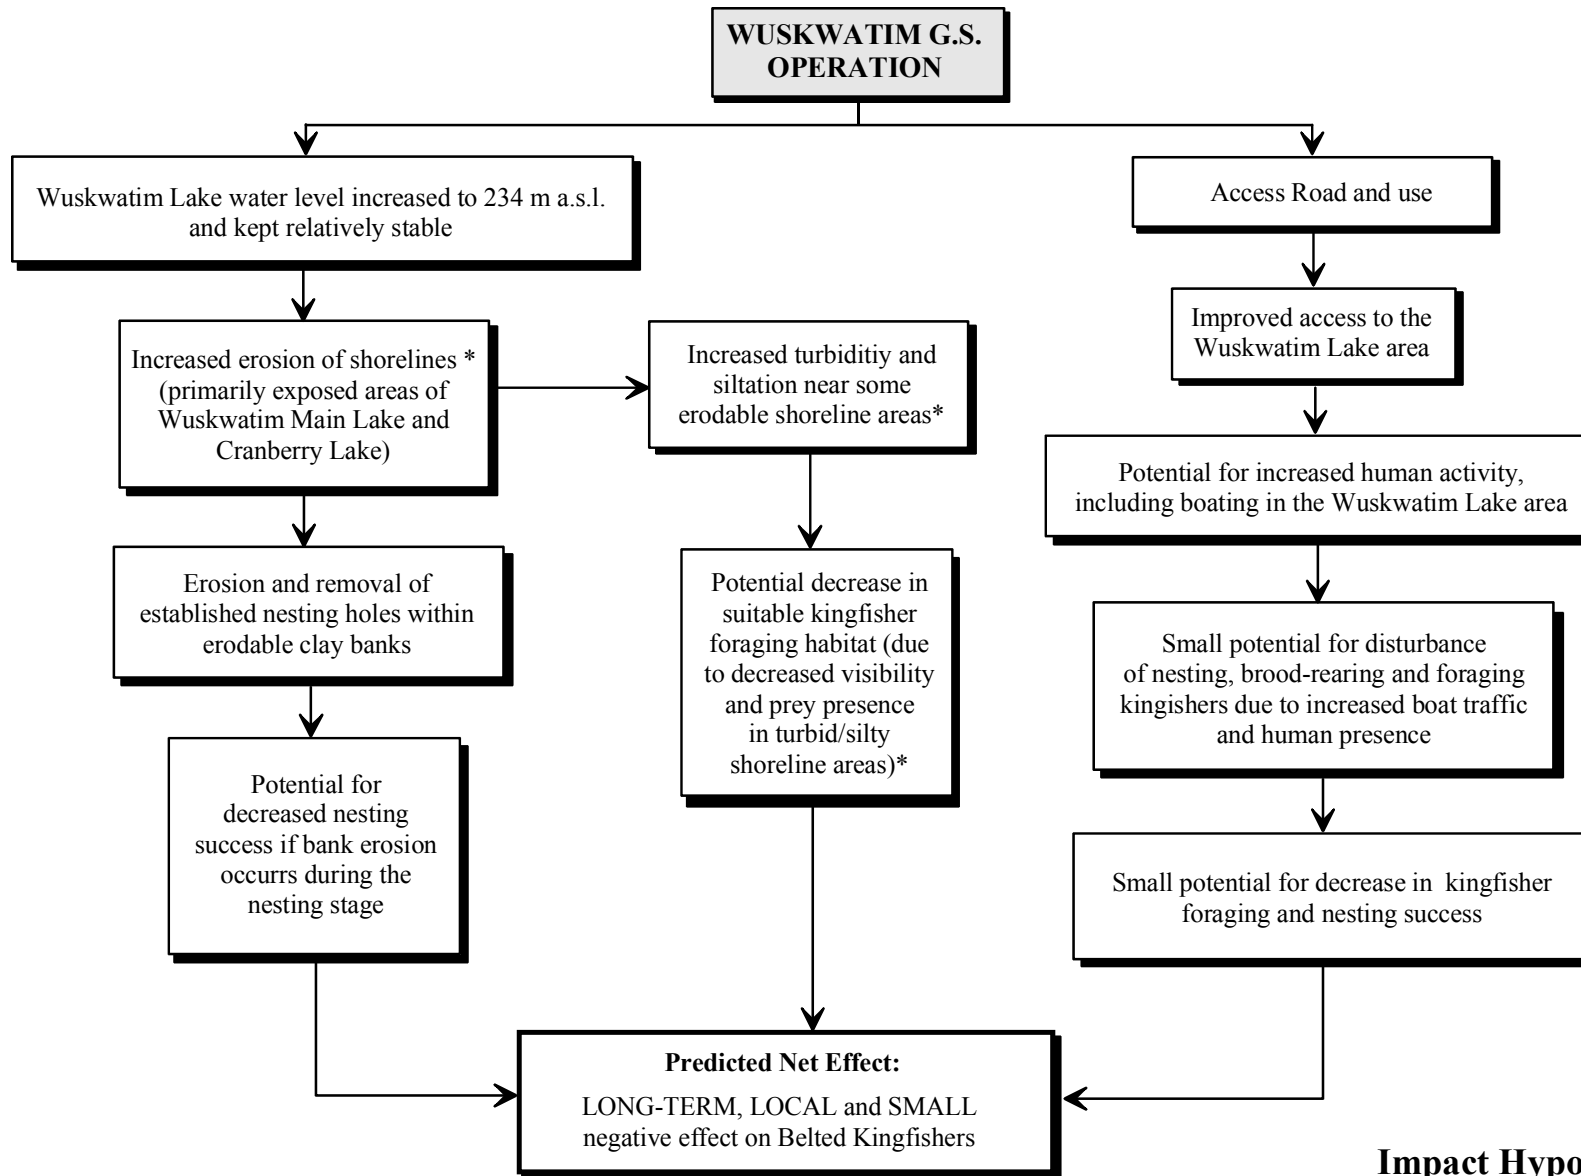 WUSKWATIM G.S.
OPERATION
Wuskwatim Lake water level increased to 234 m a.s.l.
and kept relatively stable
Access Road and use
Increased erosion of shorelines *
(primarily exposed areas of
Wuskwatim Main Lake and
Cranberry Lake)
Increased turbiditiy and
siltation near some
erodable shoreline areas*
Improved access to the
Wuskwatim Lake area
Potential for increased human activity,
including boating in the Wuskwatim Lake area
Erosion and removal of
established nesting holes within
erodable clay banks
Potential decrease in
suitable kingfisher
foraging habitat (due
to decreased visibility
and prey presence
in turbid/silty
shoreline areas)*
Small potential for disturbance
of nesting, brood-rearing and foraging
kingishers due to increased boat traffic
and human presence
Potential for
decreased nesting
success if bank erosion
occurrs during the
nesting stage
Small potential for decrease in kingfisher
foraging and nesting success
Predicted Net Effect:
LONG-TERM, LOCAL and SMALL
negative effect on Belted Kingfishers
Impact Hypo